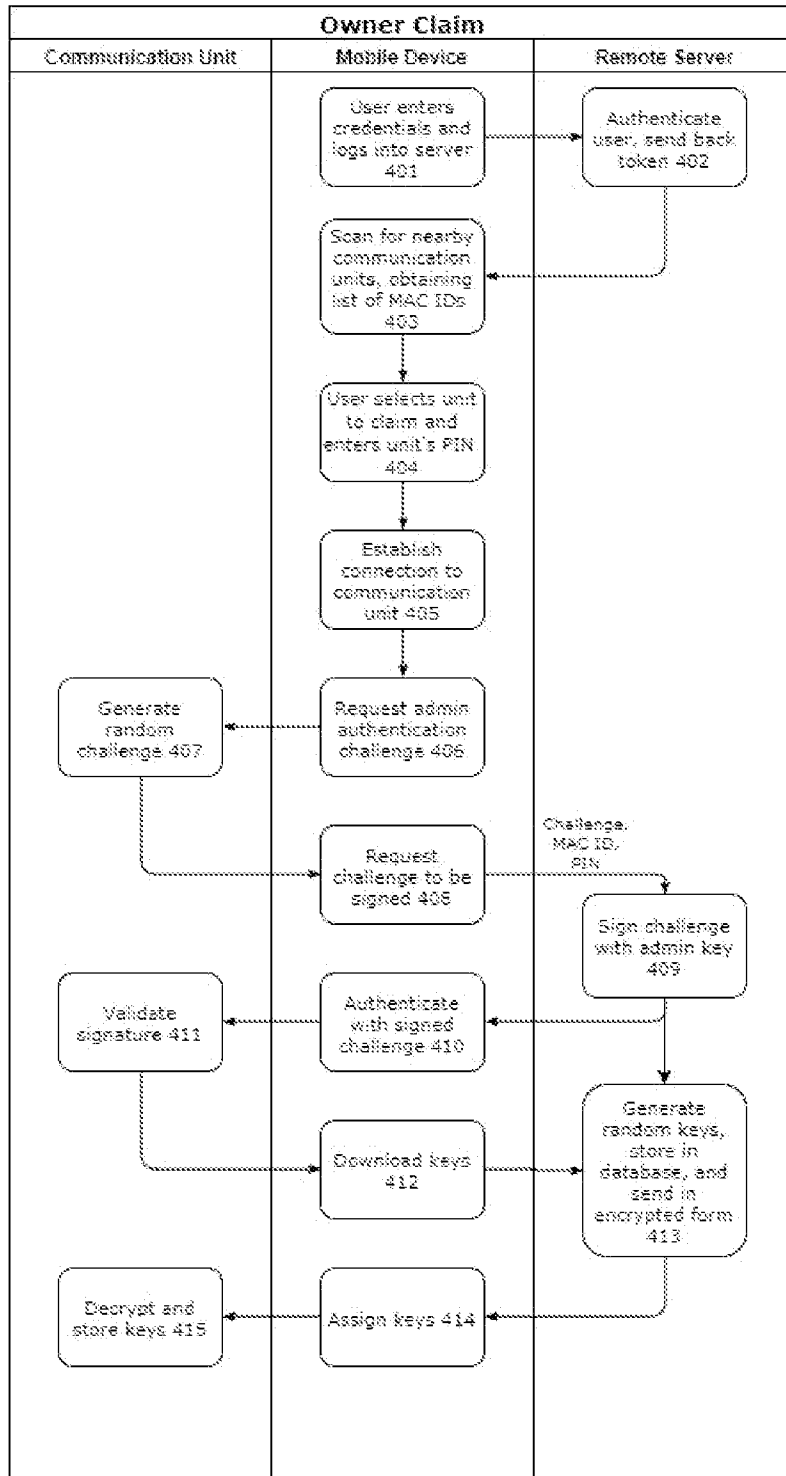 Owner Claim
Communication Unit
Mobile Device
Remote Server
User enters
credentials and
logs into server
401
Authenticate
user, send back
token 402
Scan for nearby
communication
units, obtaining
list of MAC IDs
403
User selects unit
to claim and
enters unit's PIN
404
Establish
connection to
communication
unit 405
Request admin
authentication
challenge 406
Generate
random
challenge 407
Request
challenge to be
signed 408
Challenge,
MAC ID,
PIN
Sign challenge
with admin key
409
Authenticate
with signed
challenge 410
Validate
signature 411
Download keys
412
Generate
random keys,
store in
database, and
send in
encrypted form
413
Assign keys 414
Decrypt and
store keys 415